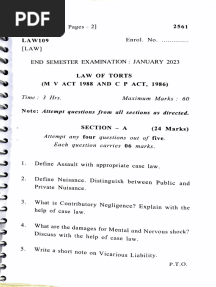 PDF
Pages - 2]
2561
LAW109
Enrol. No. .............
[LAW]
END SEMESTER EXAMINATION : JANUARY 2023
LAW OF TORTS
(M V ACT 1988 AND C P ACT, 1986)
Time : 3 Hrs.
Maximum Marks : 60
Note: Attempt questions from all sections as directed.
SECTION – A
(24 Marks)
Attempt any four questions out of five.
Each question carries 06 marks.
1. Define Assault with appropriate case law.
2. Define Nuisance. Distinguish between Public and
Private Nuisance.
3. What is Contributory Negligence? Explain with the
help of case law.
4. What are the damages for Mental and Nervous shock?
Discuss with the help of case law.
5. Write a short note on Vicarious Liability.
P.T.O.